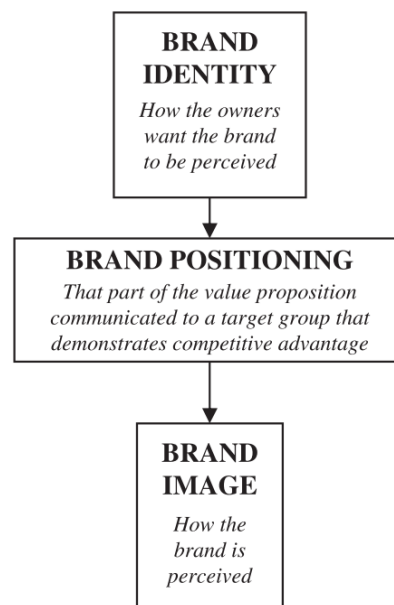 BRAND
IDENTITY
How the owners
want the brand
to be perceived
BRAND POSITIONING
That part of the value proposition
communicated to a target group that
demonstrates competitive advantage
BRAND
IMAGE
How the
brand is
perceived